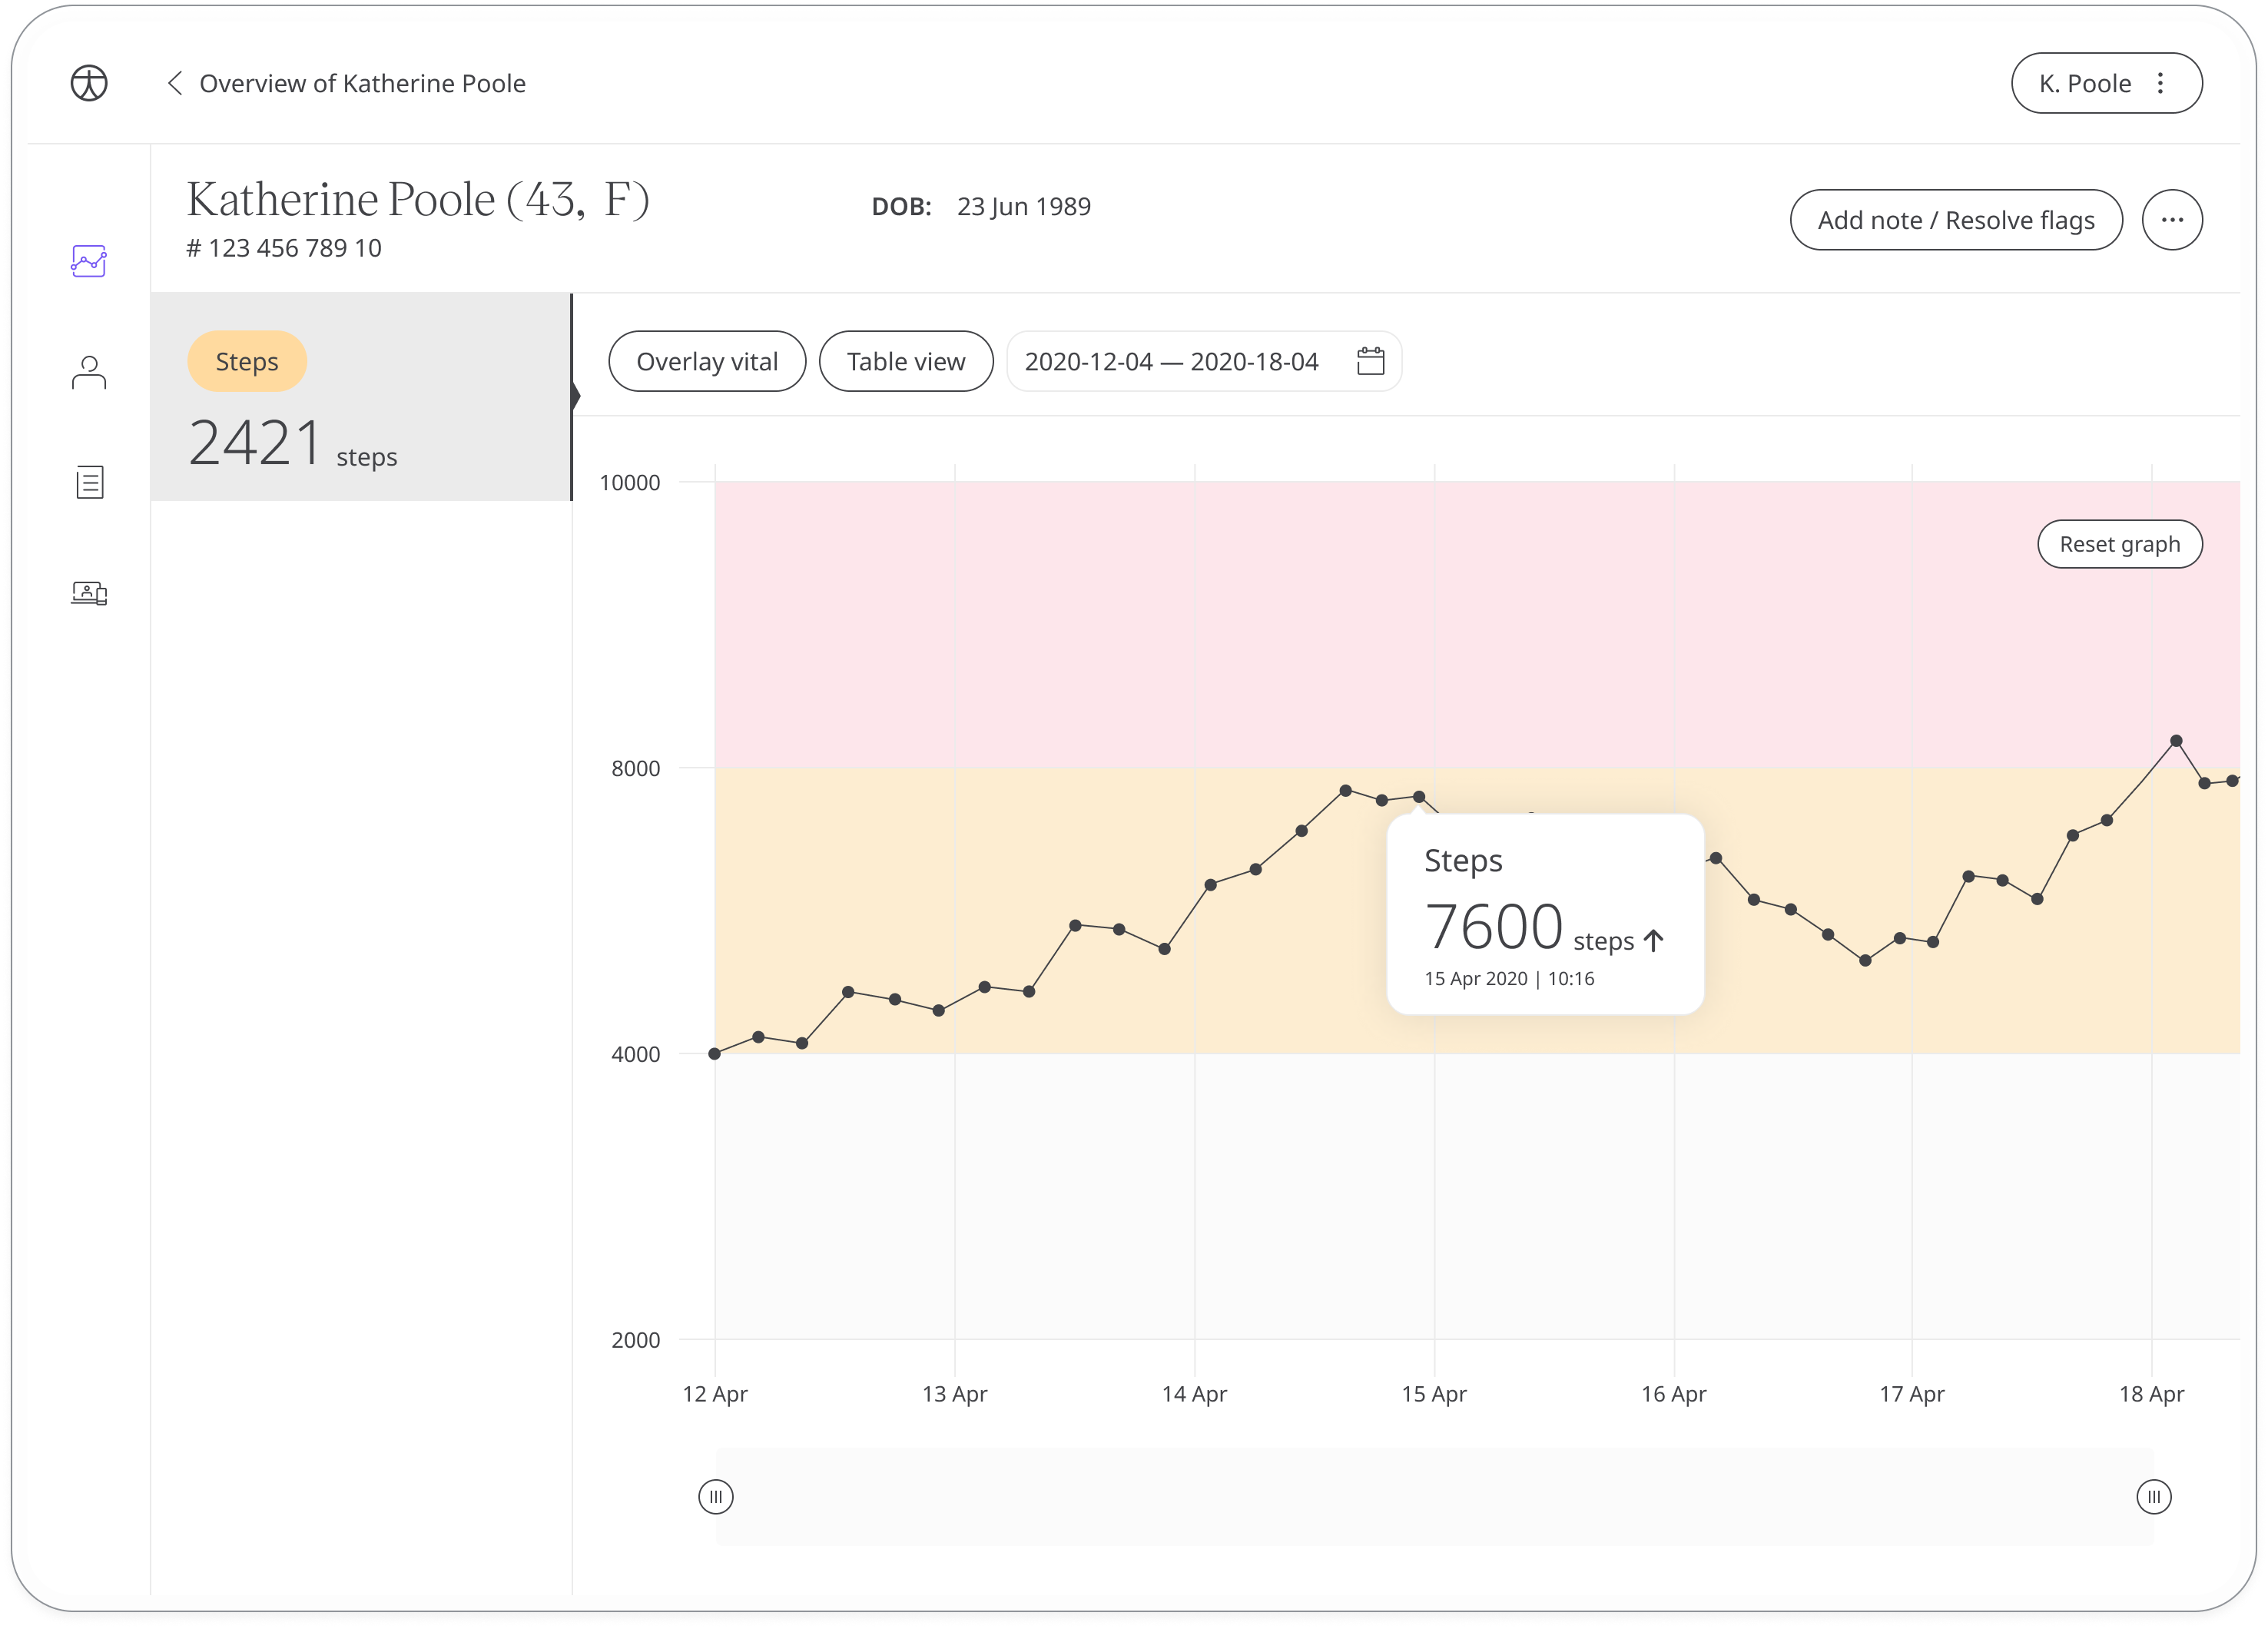 Overview of Katherine Poole
K. Poole
Katherine Poole (43, F)
# 123 456 789 10
DOB: 23 Jun 1989
Add note / Resolve flags
Steps
2421 steps
Overlay vital
Table view
2020-12-04 — 2020-18-04
10000
Reset graph
8000
Steps
7600 steps
15 Apr 2020 | 10:16
4000
2000
12 Apr
13 Apr
14 Apr
15 Apr
16 Apr
17 Apr
18 Apr